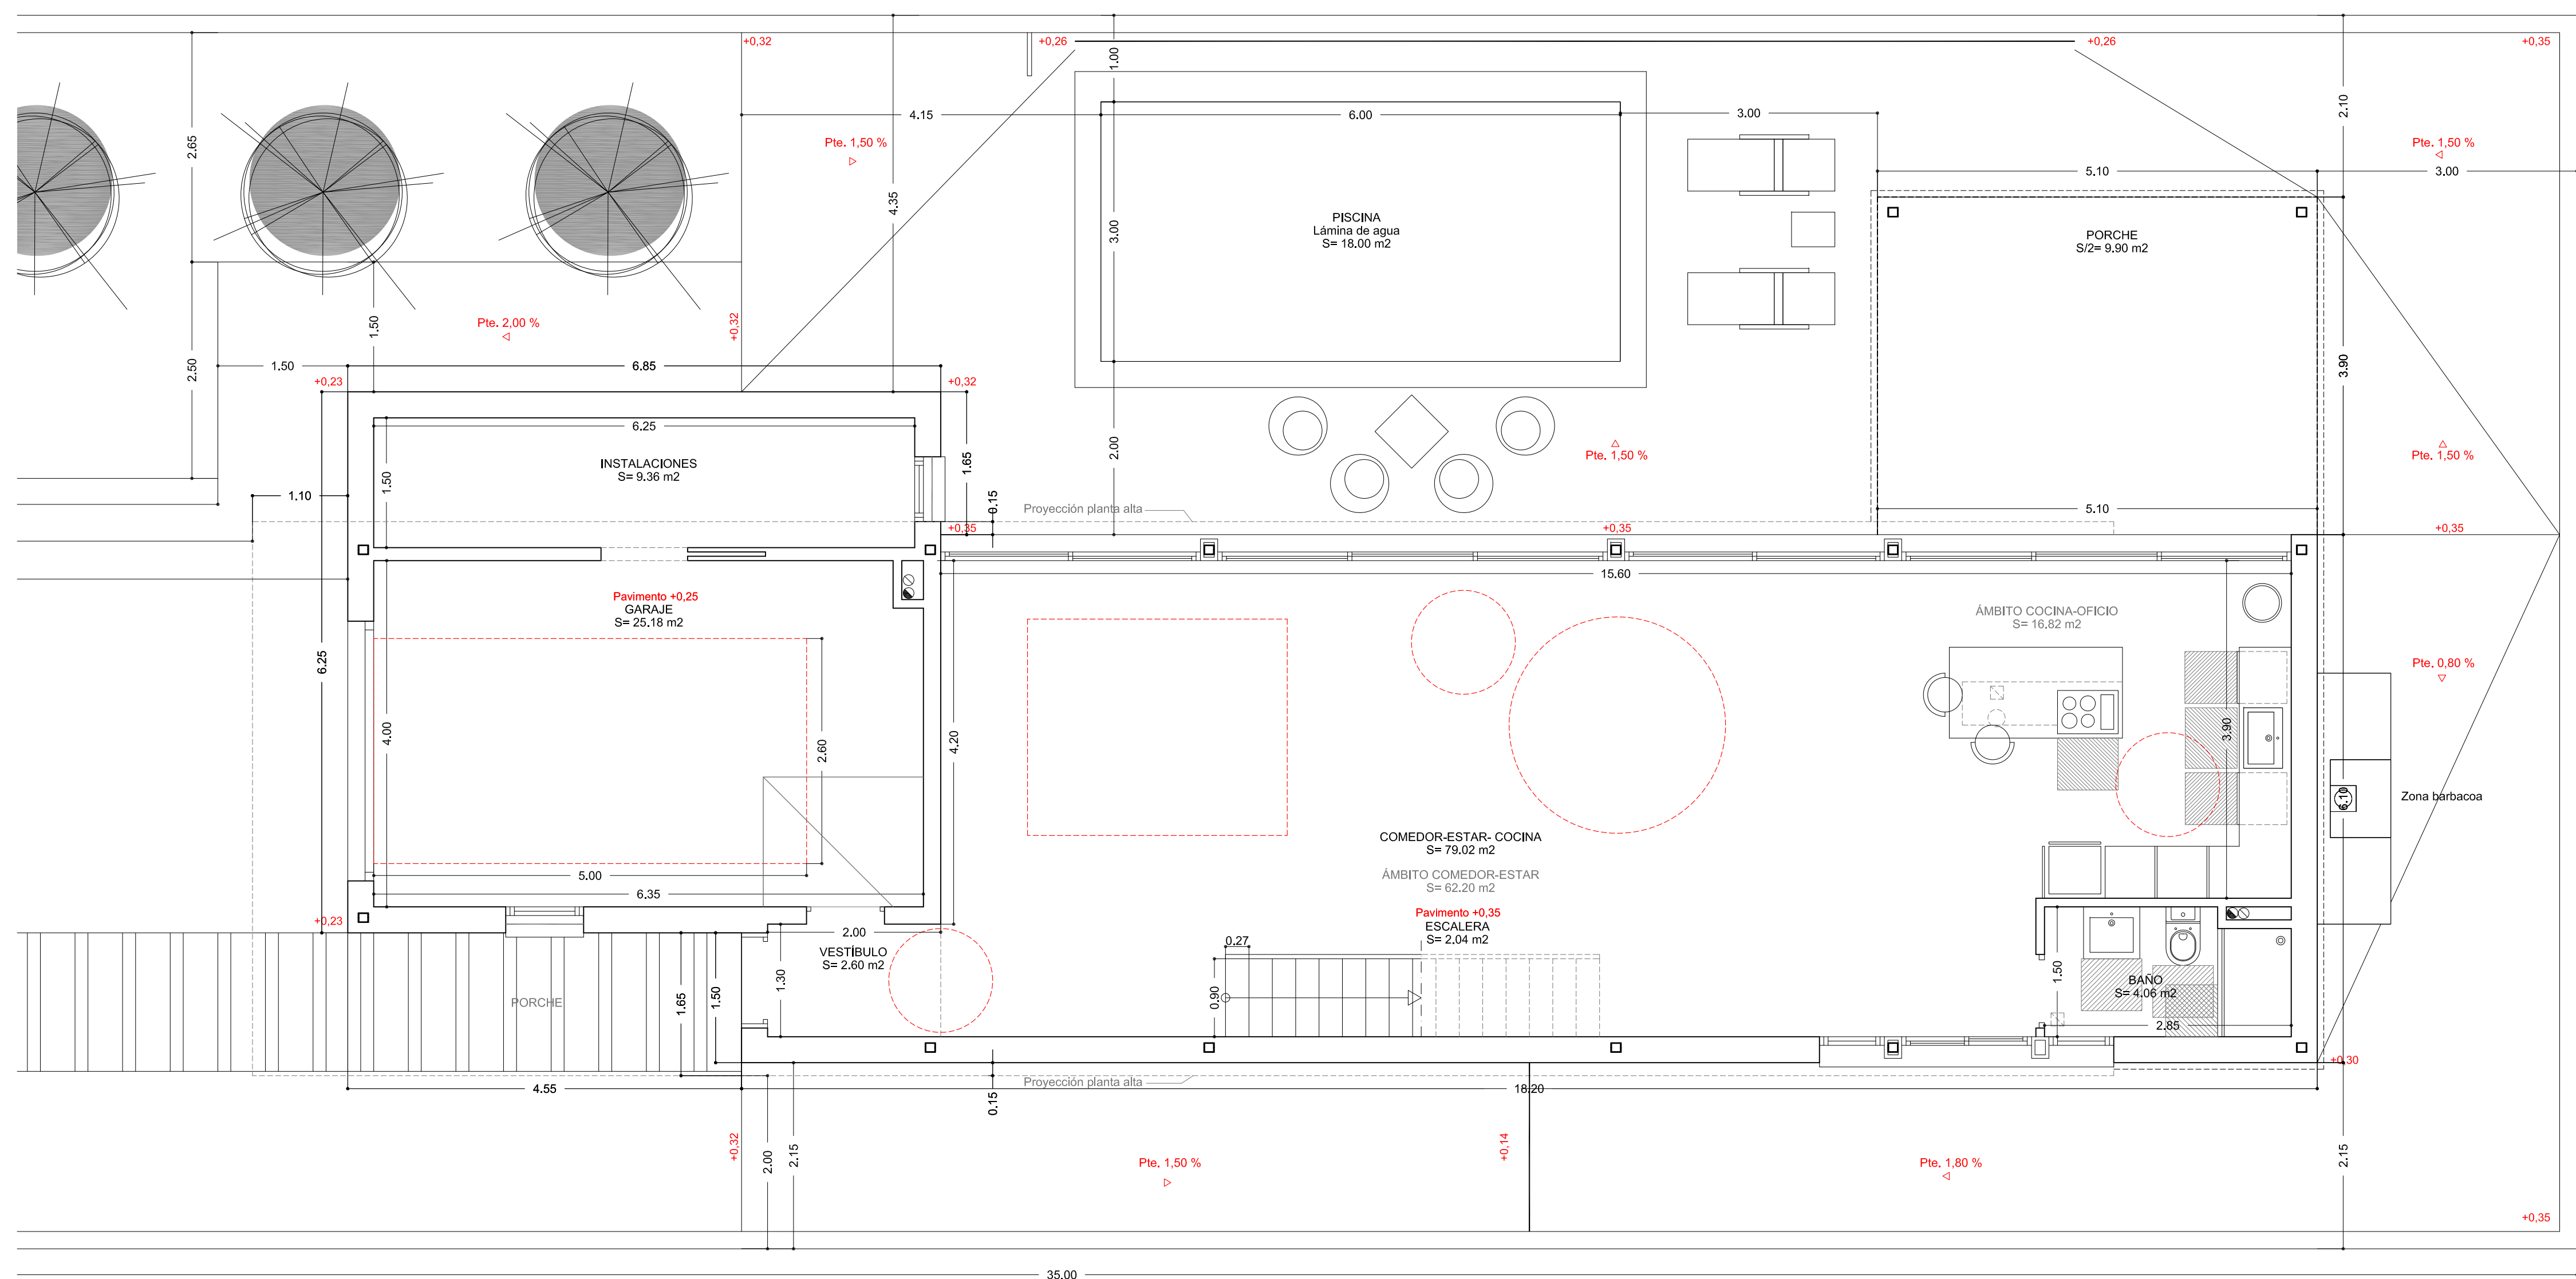 +0,32
+0,26
+0,26
+0,35
1.00
2.10
2.65
4.15
6.00
3.00
Pte. 1,50 %
Pte. 1,50 %
5.10
3.00
4.35
3.00
PISCINA
Lámina de agua
S= 18.00 m2
PORCHE
S/2= 9.90 m2
Pte. 2,00 %
1.50
+0,32
2.50
1.50
6.85
3.90
+0,23
+0,32
6.25
2.00
1.65
INSTALACIONES
S= 9.36 m2
1.50
Pte. 1,50 %
Pte. 1,50 %
1.10
0.15
Proyección planta alta
5.10
+0,35
+0,35
+0,35
15.60
Pavimento +0,25
GARAJE
S= 25.18 m2
ÁMBITO COCINA-OFICIO
S= 16.82 m2
6.25
4.00
2.60
4.20
3.90
Pte. 0,80 %
6.10
Zona barbacoa
COMEDOR-ESTAR- COCINA
S= 79.02 m2
ÁMBITO COMEDOR-ESTAR
S= 62.20 m2
5.00
6.35
Pavimento +0,35
ESCALERA
S= 2.04 m2
+0,23
2.00
0.27
VESTÍBULO
S= 2.60 m2
1.30
0.90
1.50
BAÑO
S= 4.06 m2
PORCHE
1.65
1.50
2.85
+0,30
Proyección planta alta
4.55
18.20
0.15
+0,32
2.00
2.15
+0,14
2.15
Pte. 1,50 %
Pte. 1,80 %
+0,35
35.00